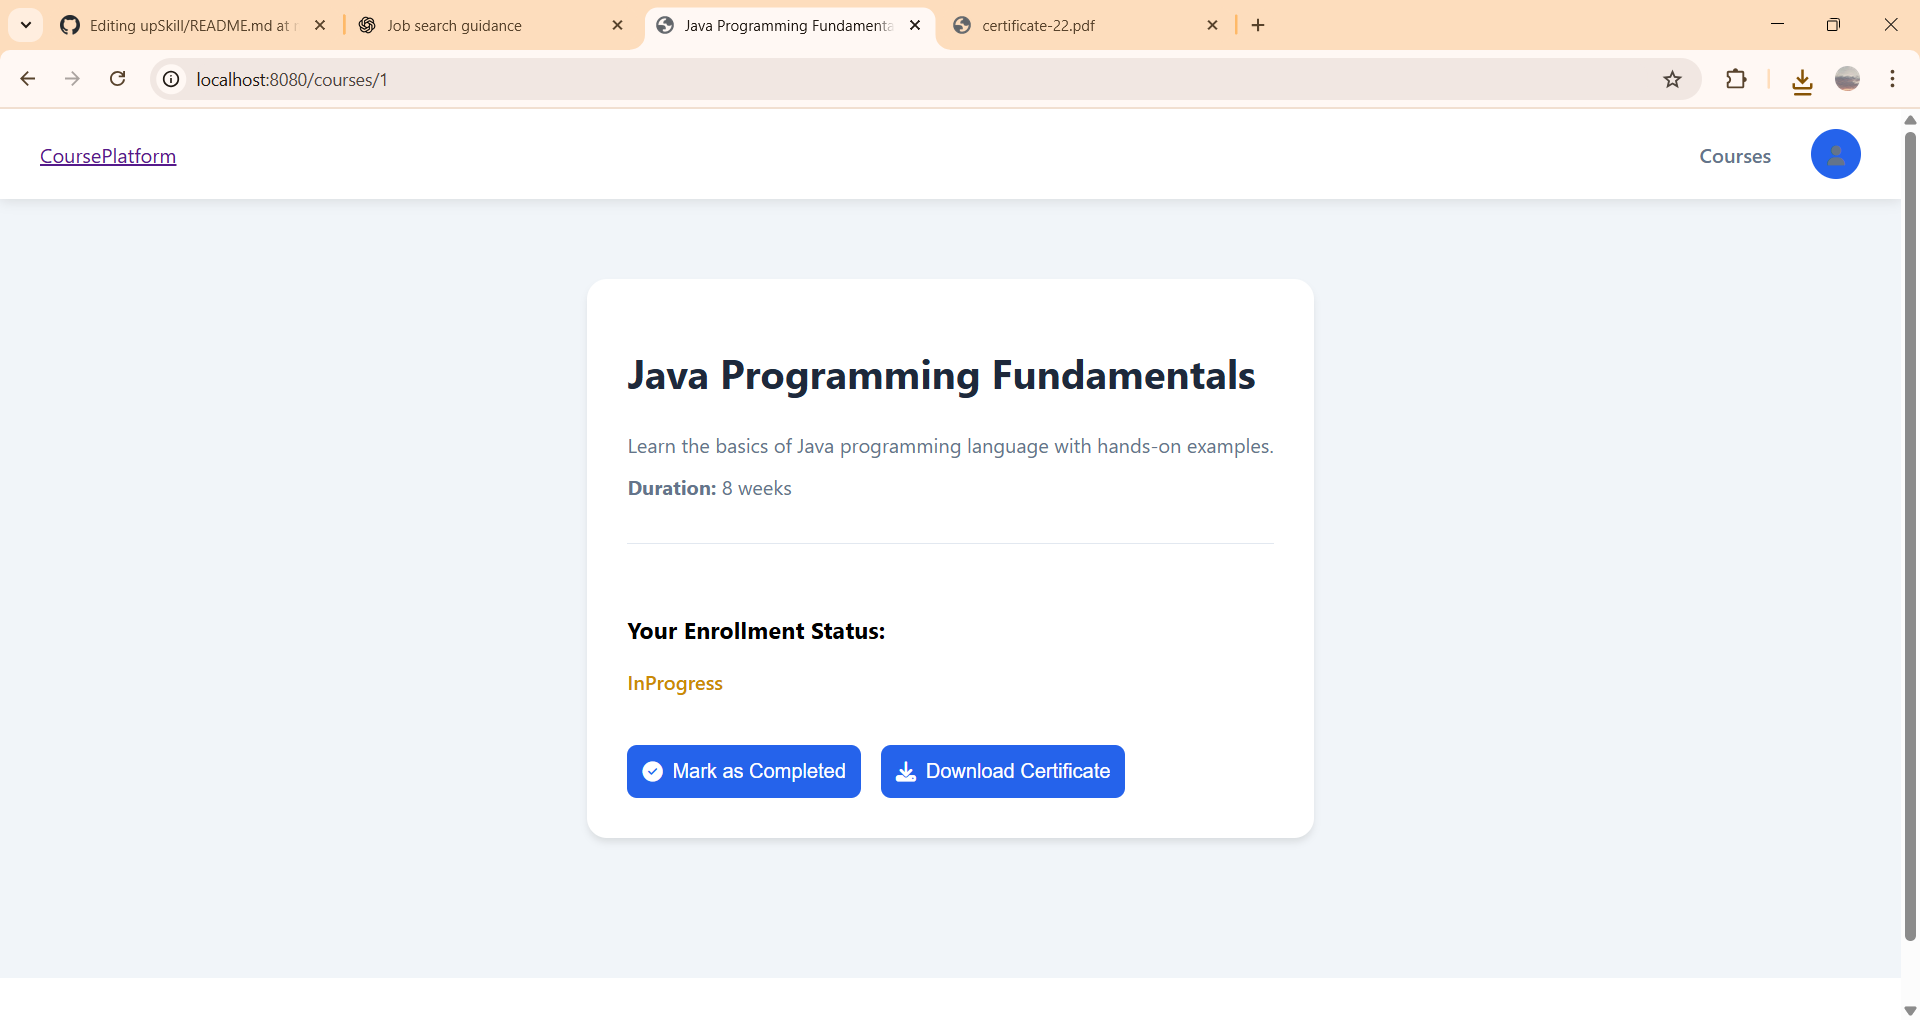 Editing upSkill/README.md at
Job search guidance
Java Programming Fundamenta
certificate-22.pdf
localhost:8080/courses/1
CoursePlatform
Courses
Java Programming Fundamentals
Learn the basics of Java programming language with hands-on examples.
Duration: 8 weeks
Your Enrollment Status:
InProgress
Mark as Completed
Download Certificate